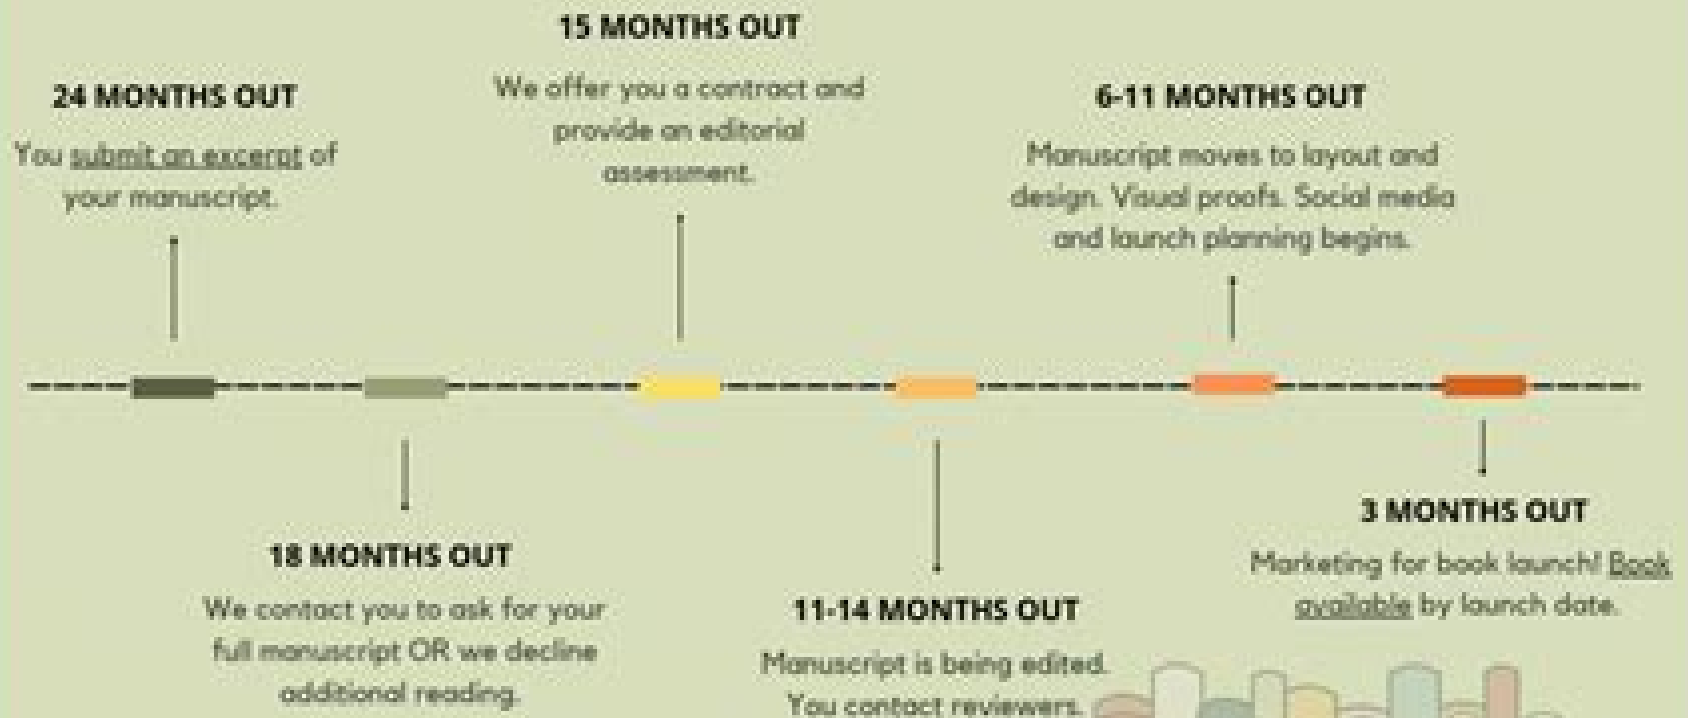 24 MONTHS OUT
You submit an excerpt of
your manuscript.
18 MONTHS OUT
We contact you to ask for your
full manuscript OR we decline
additional reading.
15 MONTHS OUT
We offer you a contract and
provide an editorial
assessment.
11-14 MONTHS OUT
Manuscript is being edited.
You contact reviewers.
6-11 MONTHS OUT
Manuscript moves to layout and
design. Visual proofs. Social media
and launch planning begins.
3 MONTHS OUT
Marketing for book launch! Book
available by launch date.